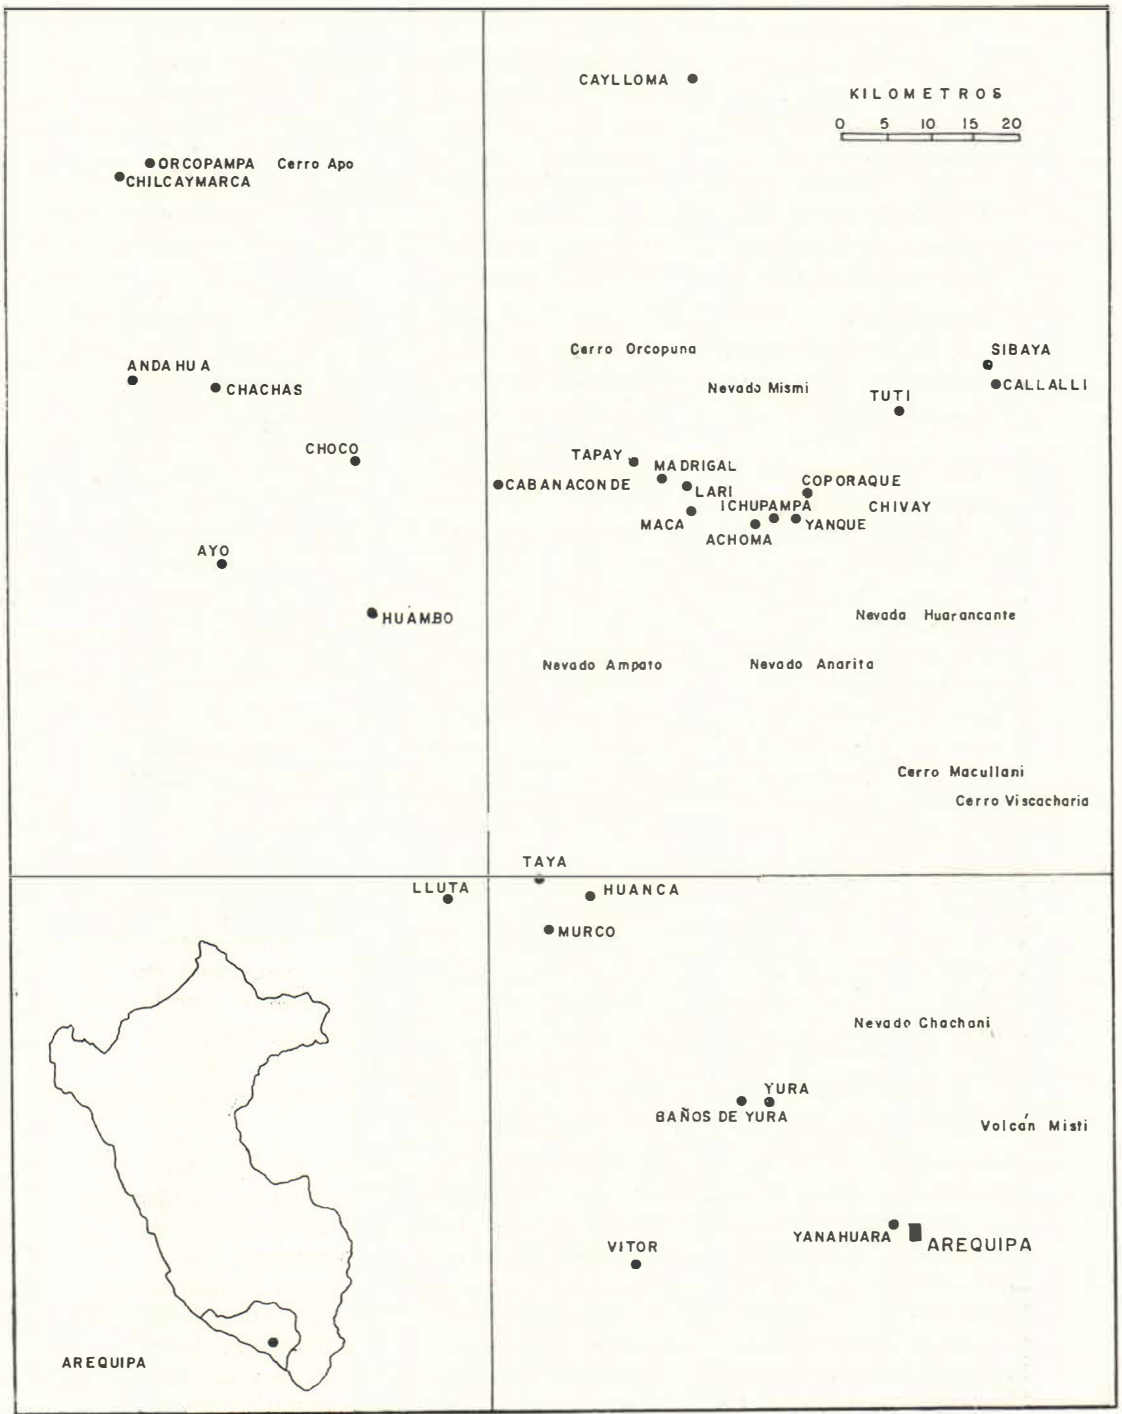 CAYLLOMA
KILOMETROS
0 5 10 15 20
ORCOPAMPA
Cerro Apo
CHILCAYMARCA
Cerro Orcopuna
SIBAYA
ANDAHUA
CHACHAS
Nevado Mismi
CALLALLI
TUTI
CHOCO
TAPAY
MADRIGAL
CABANACONDE
LARI
COPORAQUE
ICHUPAMPA
CHIVAY
MACA
YANQUE
ACHOMA
AYO
HUAMBO
Nevada Huarancante
Nevado Ampato
Nevado Anarita
Cerro Macullani
Cerro Viscacharia
TAYA
LLUTA
HUANCA
MURCO
Nevado Chachani
YURA
BAÑOS DE YURA
Volcán Misti
YANAHUARA
AREQUIPA
VITOR
AREQUIPA